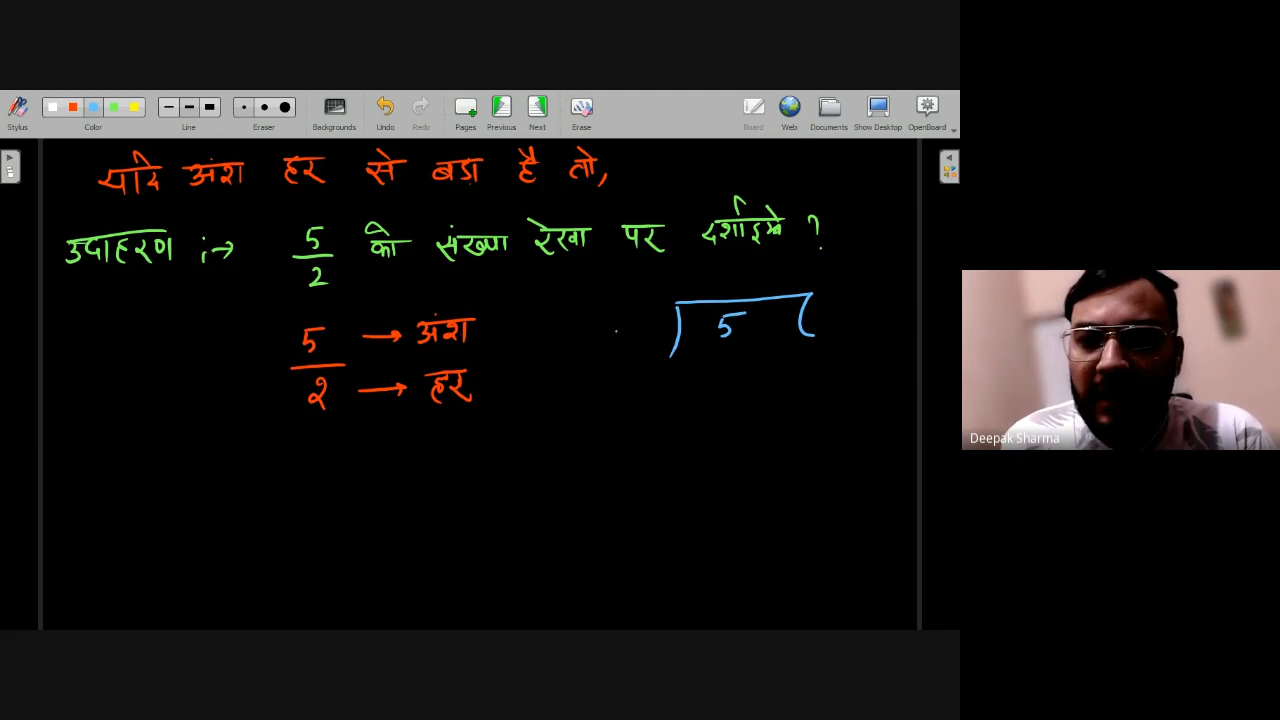 Stylus
Color
Line
Eraser
Backgrounds
Undo
Redo
Pages
Previous
Next
Erase
Board
Web
Documents
Show Desktop
OpenBoard
यदि अंश हर से बड़ा है तो,
उदाहरण :→ 5/2 को संख्या रेखा पर दर्शाइये ?
5 → अंश
2 → हर
5
Deepak Sharma